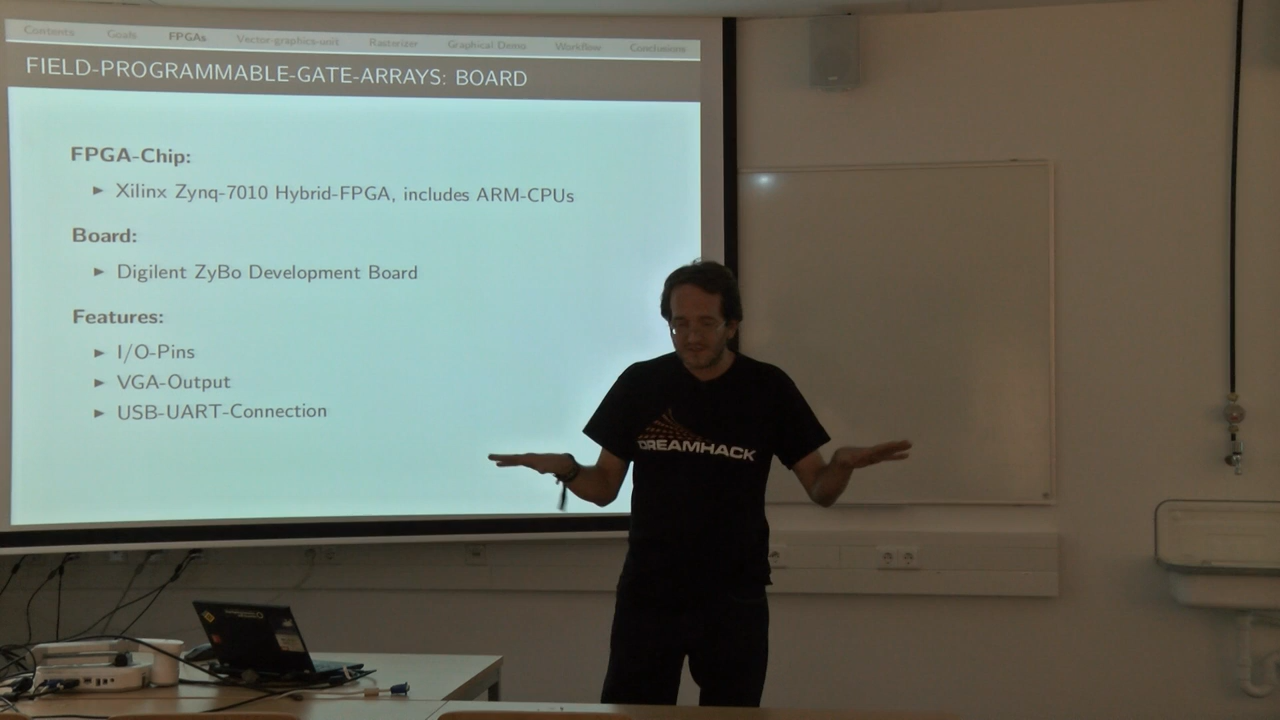 Contents Goals FPGAs Vector-graphics-unit Rasterizer Graphical Demo Workflow Conclusions
FIELD-PROGRAMMABLE-GATE-ARRAYS: BOARD
FPGA-Chip:
► Xilinx Zynq-7010 Hybrid-FPGA, includes ARM-CPUs
Board:
► Digilent ZyBo Development Board
Features:
► I/O-Pins
► VGA-Output
► USB-UART-Connection
DREAMHACK